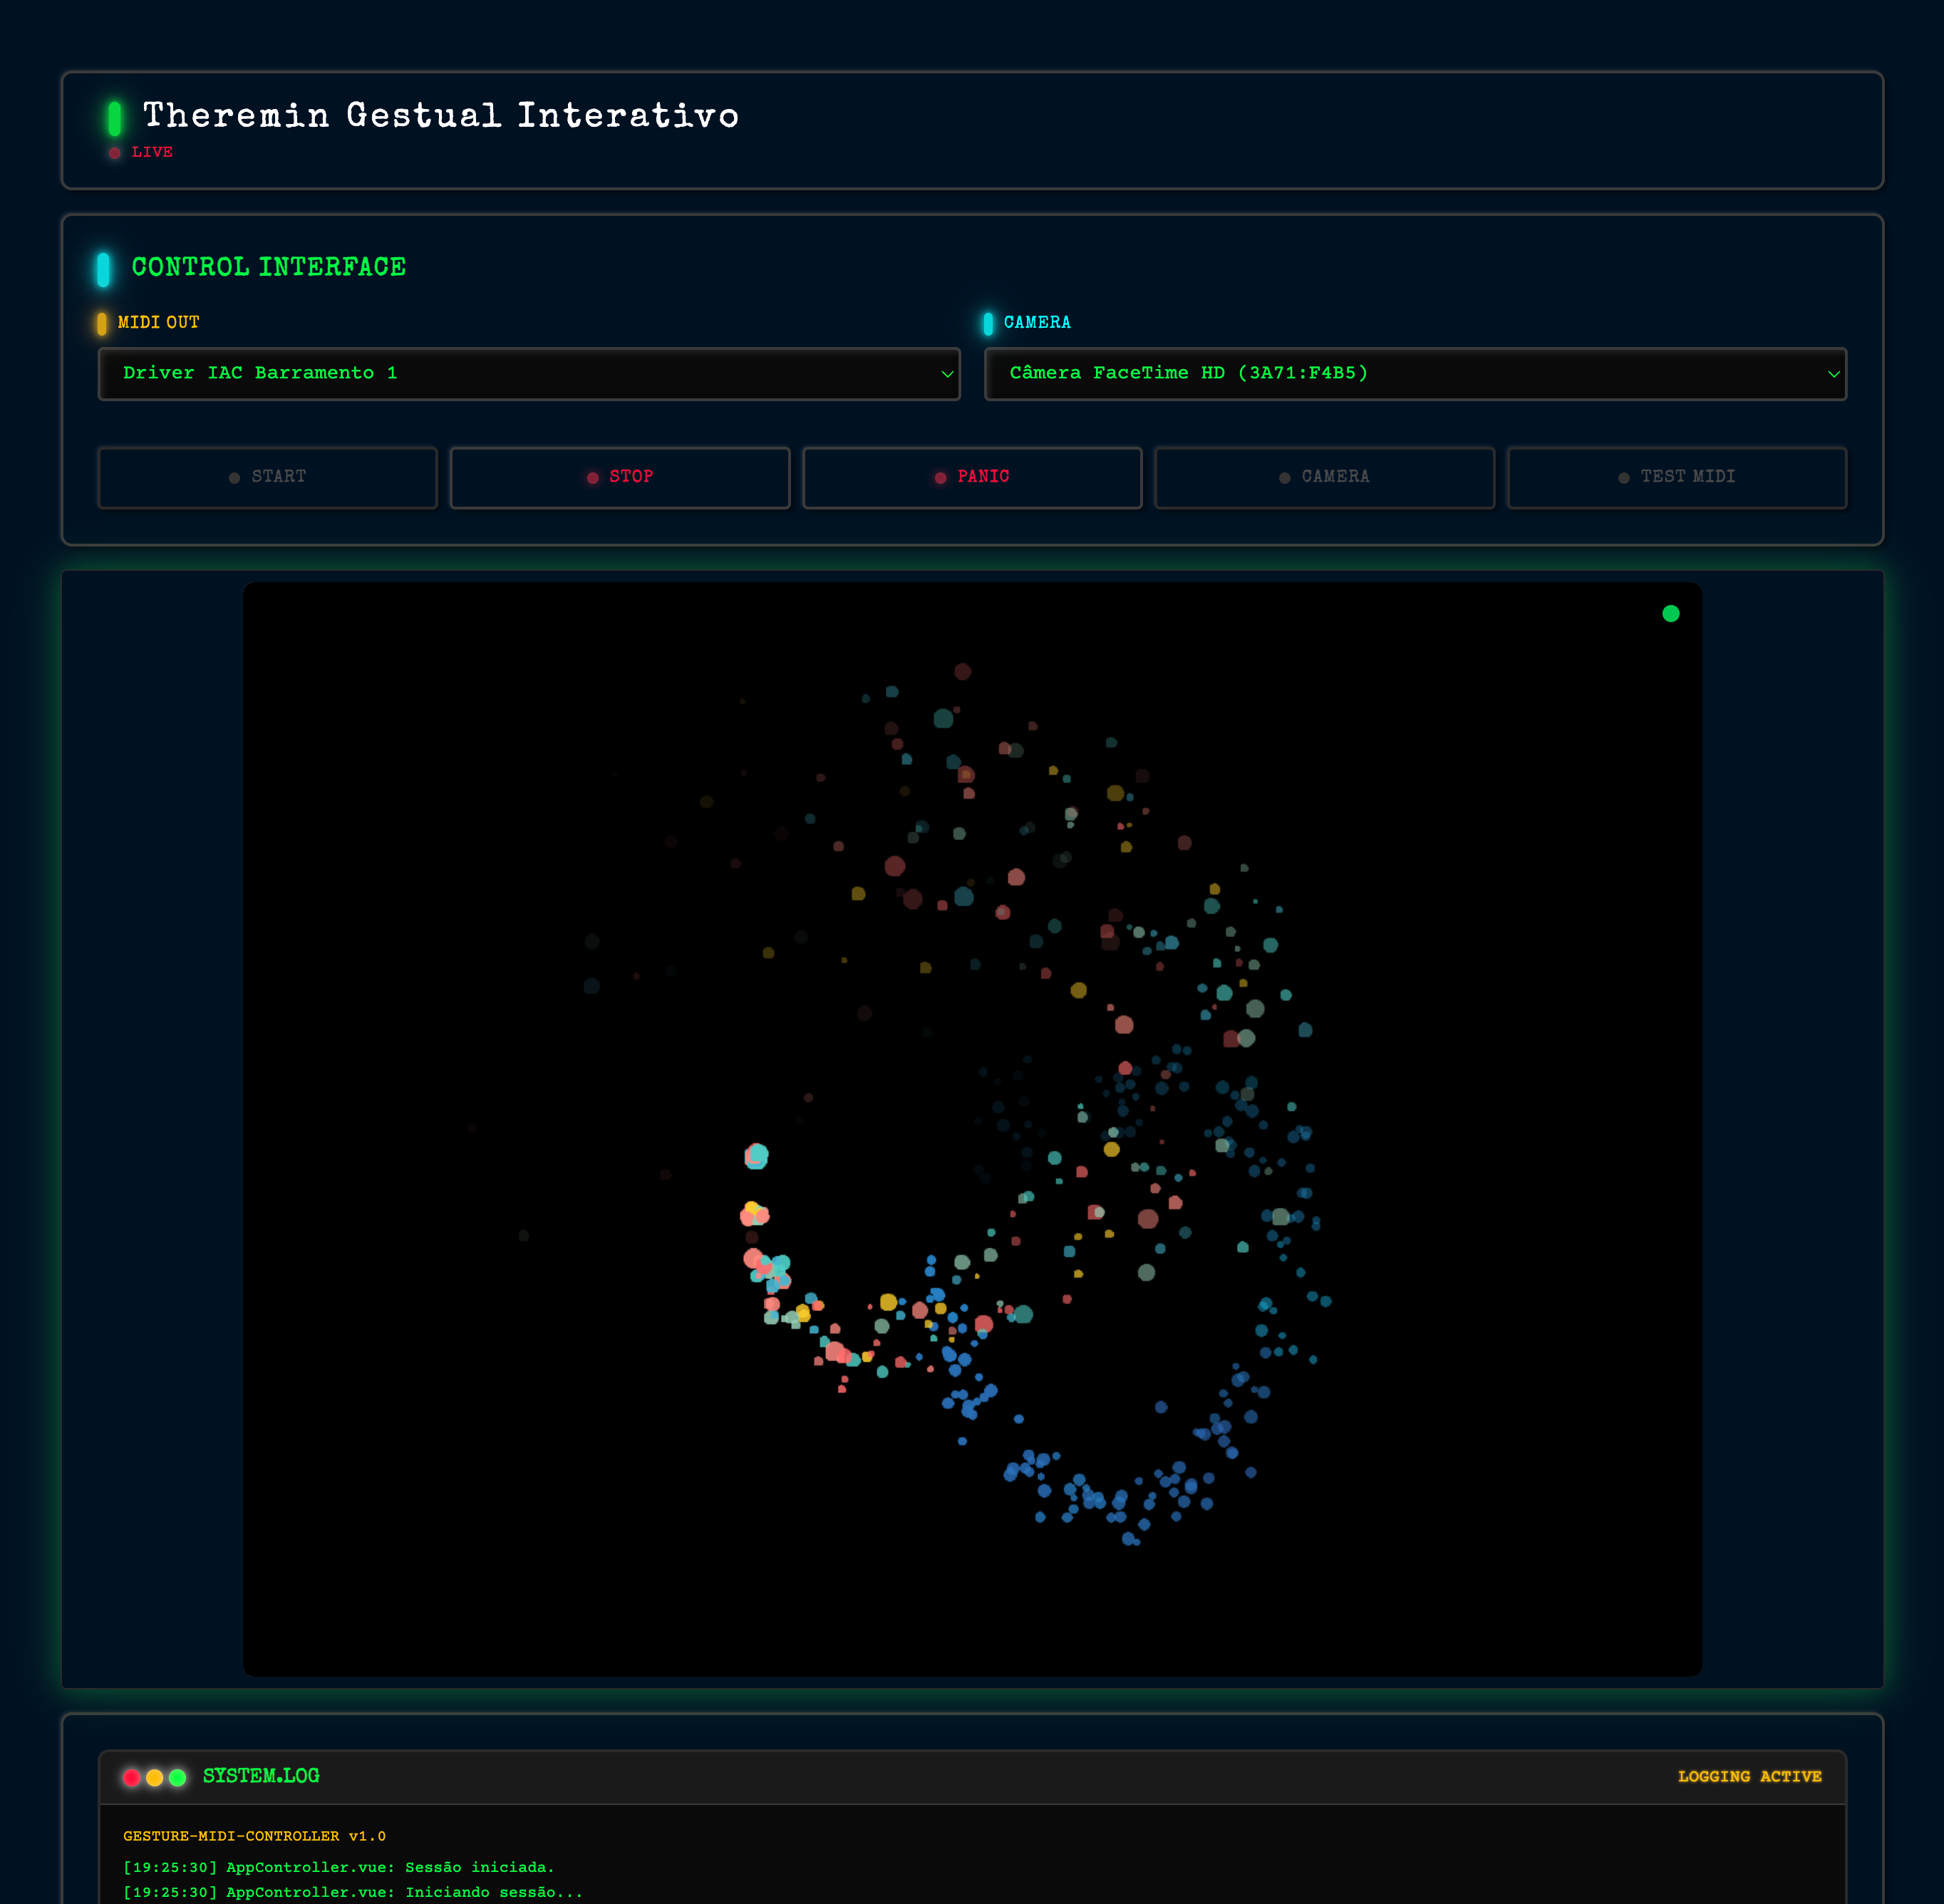 Theremin Gestual Interativo
LIVE
CONTROL INTERFACE
MIDI OUT
CAMERA
Driver IAC Barramento 1
Câmera FaceTime HD (3A71:F4B5)
START
STOP
PANIC
CAMERA
TEST MIDI
SYSTEM.LOG
LOGGING ACTIVE
GESTURE-MIDI-CONTROLLER v1.0
[19:25:30] AppController.vue: Sessão iniciada.
[19:25:30] AppController.vue: Iniciando sessão...